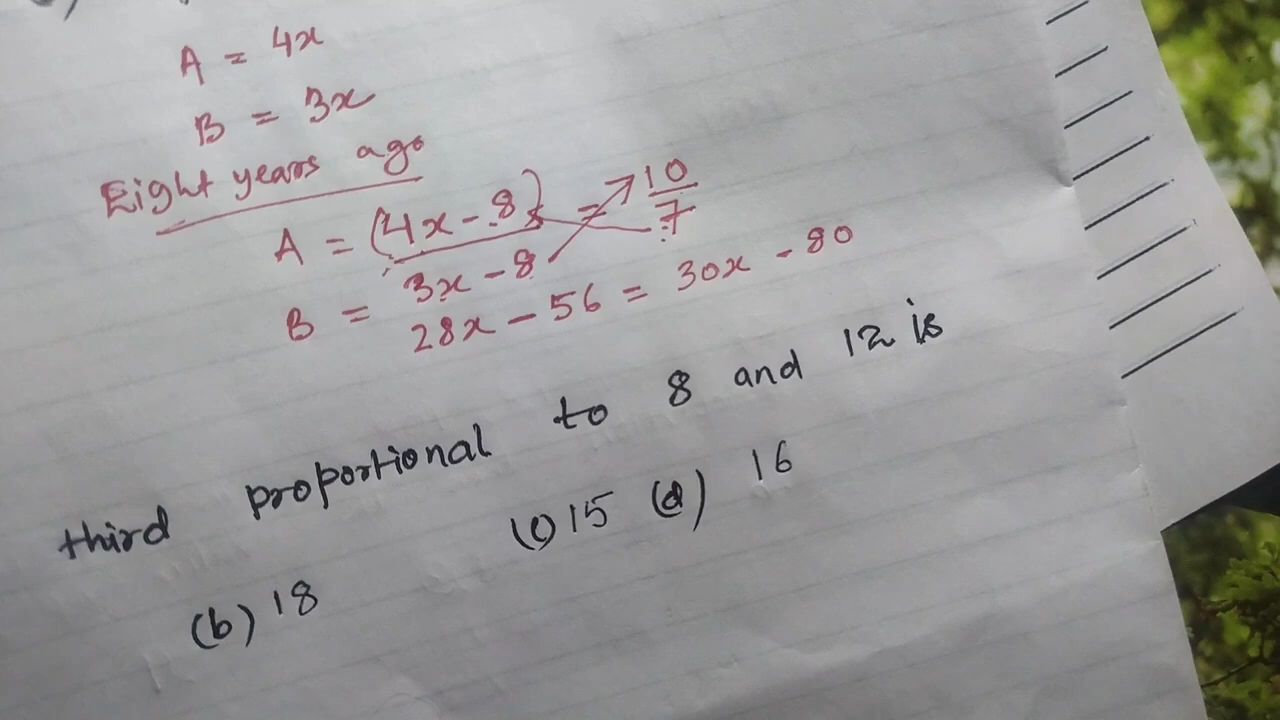 A = 4x
B = 3x
Eight years ago
A = (4x - 8) = 10
B = 3x - 8 7
28x - 56 = 30x - 80
third proportional to 8 and 12 is
(b) 18 (c) 15 (d) 16